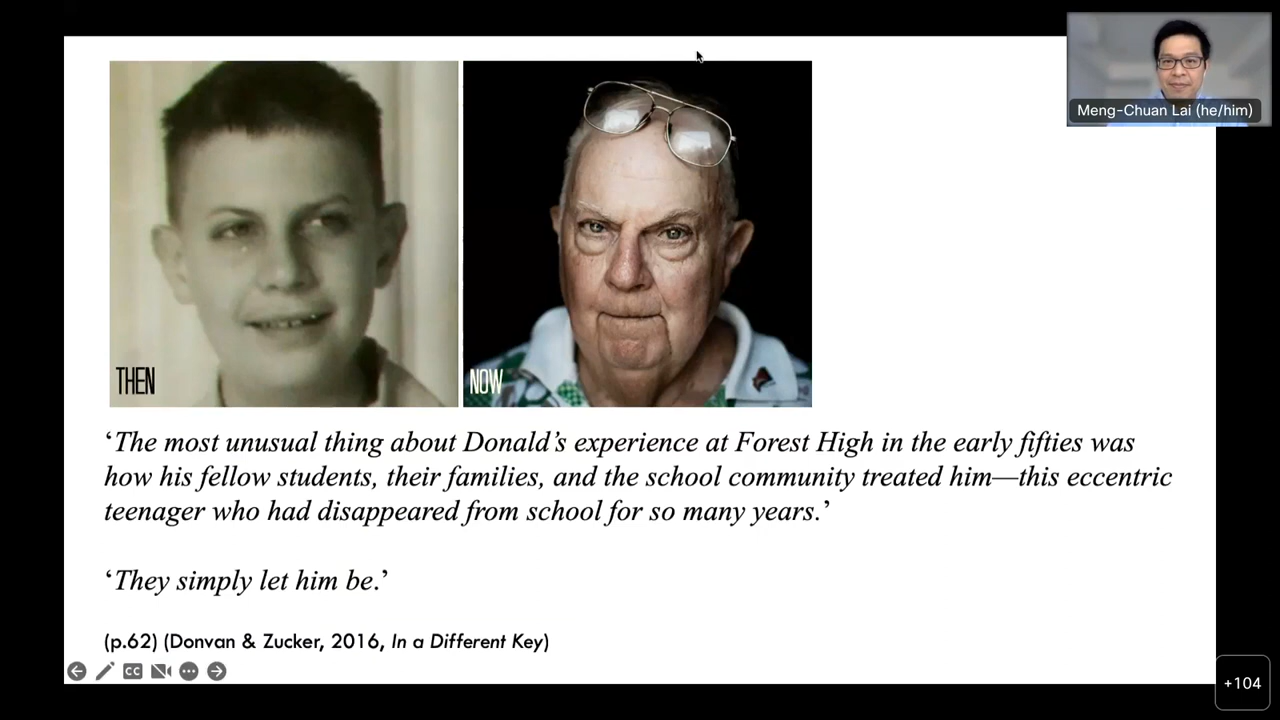 Meng-Chuan Lai (he/him)
THEN
NOW
‘The most unusual thing about Donald’s experience at Forest High in the early fifties was
how his fellow students, their families, and the school community treated him—this eccentric
teenager who had disappeared from school for so many years.’
‘They simply let him be.’
(p.62) (Donvan & Zucker, 2016, In a Different Key)
CC
+104